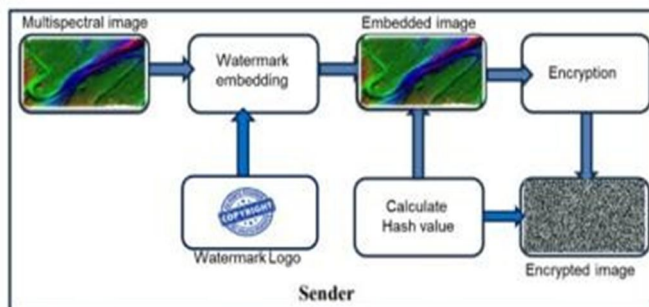 Multispectral image
Embedded image
Watermark
embedding
Encryption
COPYRIGHT
Calculate
Hash value
Watermark Logo
Encrypted image
Sender